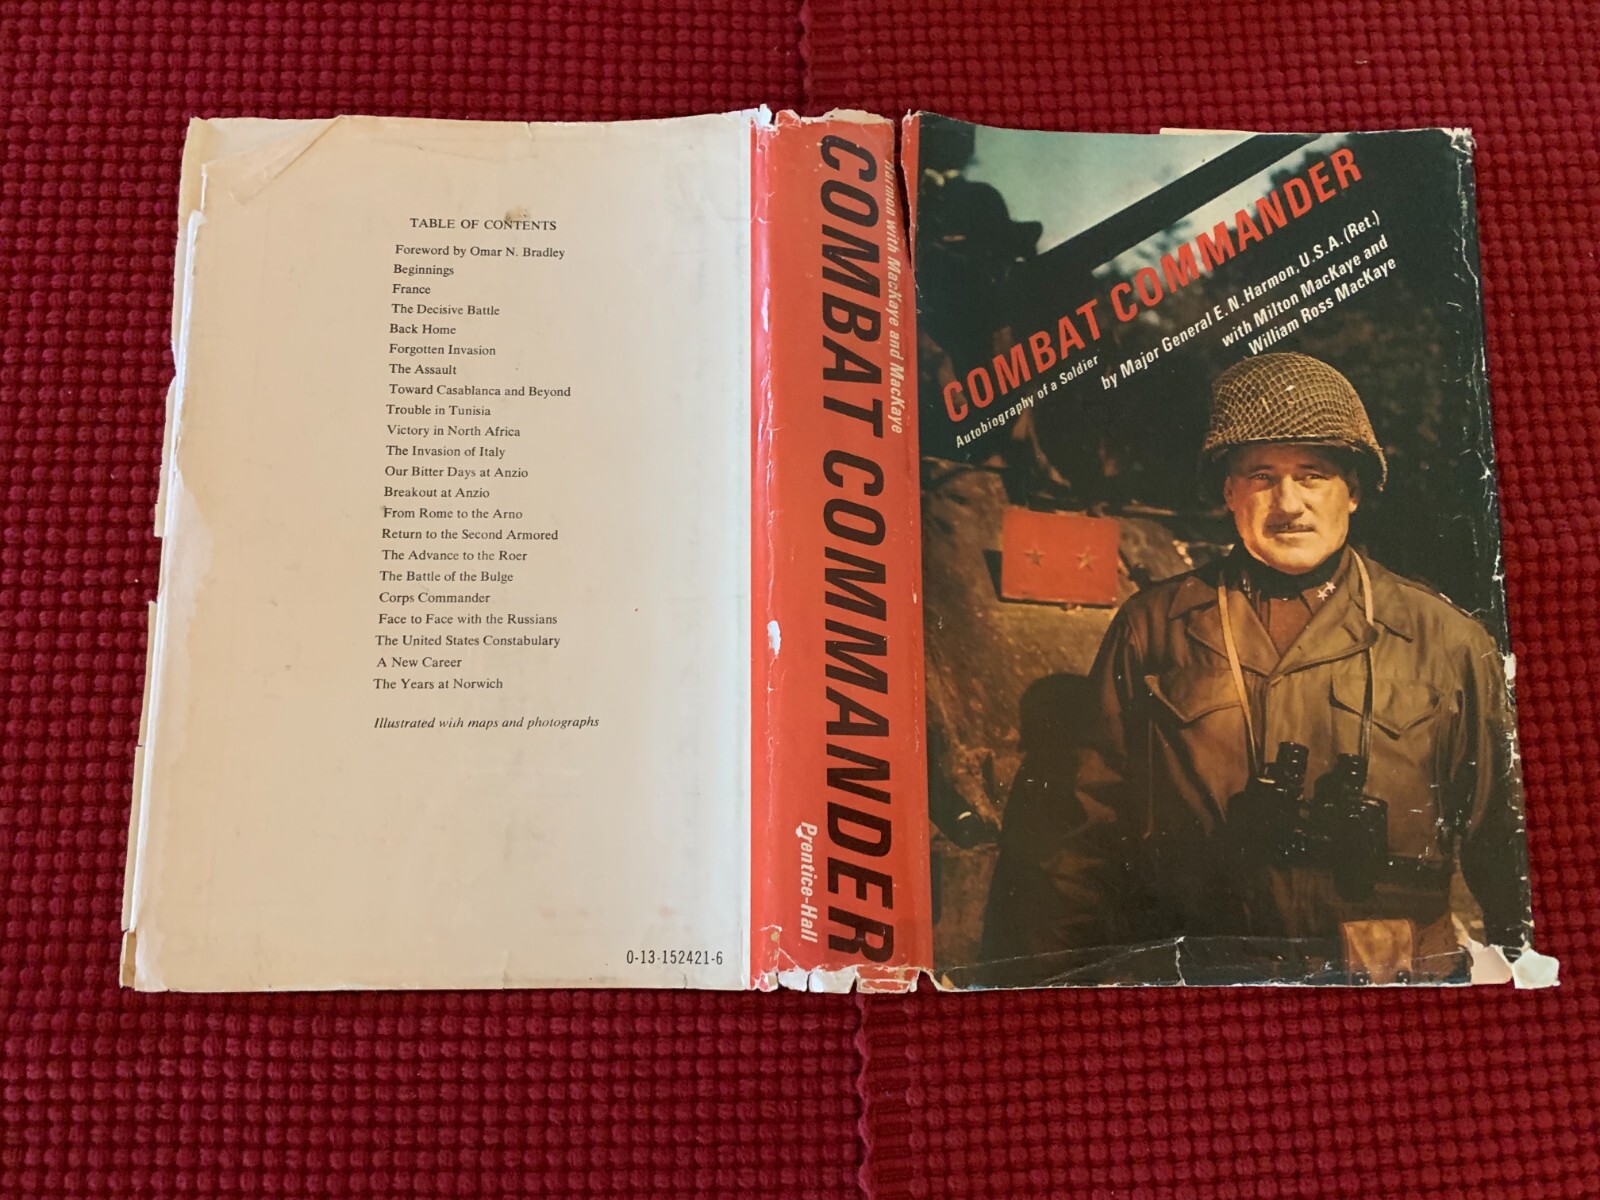 TABLE OF CONTENTS
Foreword by Omar N. Bradley
Beginnings
France
The Decisive Battle
Back Home
Forgotten Invasion
The Assault
Toward Casablanca and Beyond
Trouble in Tunisia
Victory in North Africa
The Invasion of Italy
Our Bitter Days at Anzio
Breakout at Anzio
From Rome to the Arno
Return to the Second Armored
The Advance to the Roer
The Battle of the Bulge
Corps Commander
Face to Face with the Russians
The United States Constabulary
A New Career
The Years at Norwich
Illustrated with maps and photographs
0-13-152421-6
Harmon with MacKaye and MacKaye
COMBAT COMMANDER
Prentice-Hall
COMBAT COMMANDER
Autobiography of a Soldier
by Major General E. N. Harmon, U.S.A. (Ret.)
with Milton MacKaye and
William Ross MacKaye